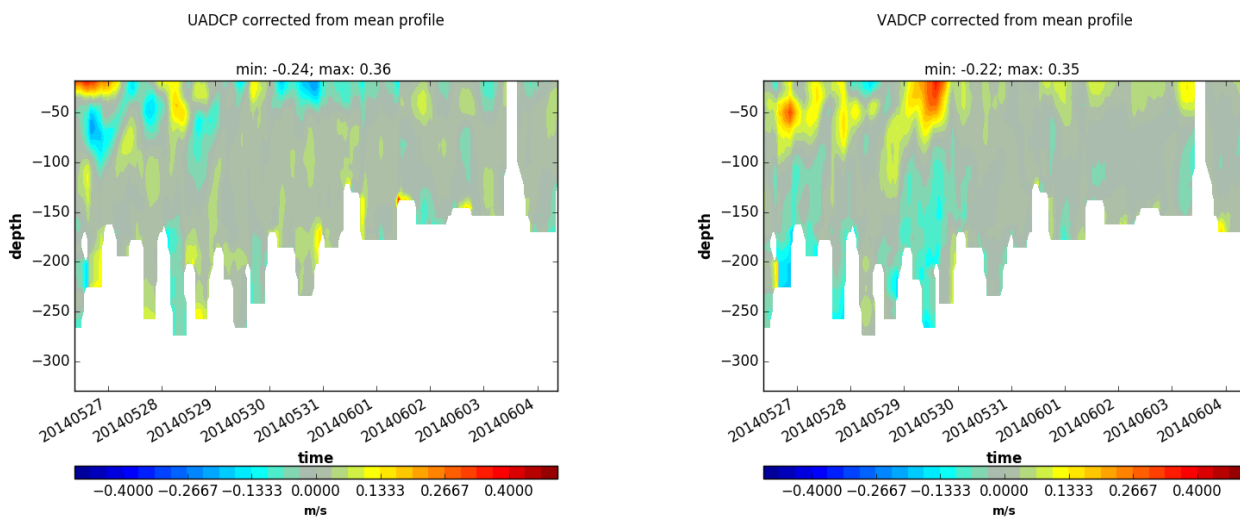 UADCP corrected from mean profile
min: -0.24; max: 0.36
depth
−50
−100
−150
−200
−250
−300
20140527
20140528
20140529
20140530
20140531
20140601
20140602
20140603
20140604
time
−0.4000 −0.2667 −0.1333 0.0000 0.1333 0.2667 0.4000
m/s
VADCP corrected from mean profile
min: -0.22; max: 0.35
depth
−50
−100
−150
−200
−250
−300
20140527
20140528
20140529
20140530
20140531
20140601
20140602
20140603
20140604
time
−0.4000 −0.2667 −0.1333 0.0000 0.1333 0.2667 0.4000
m/s